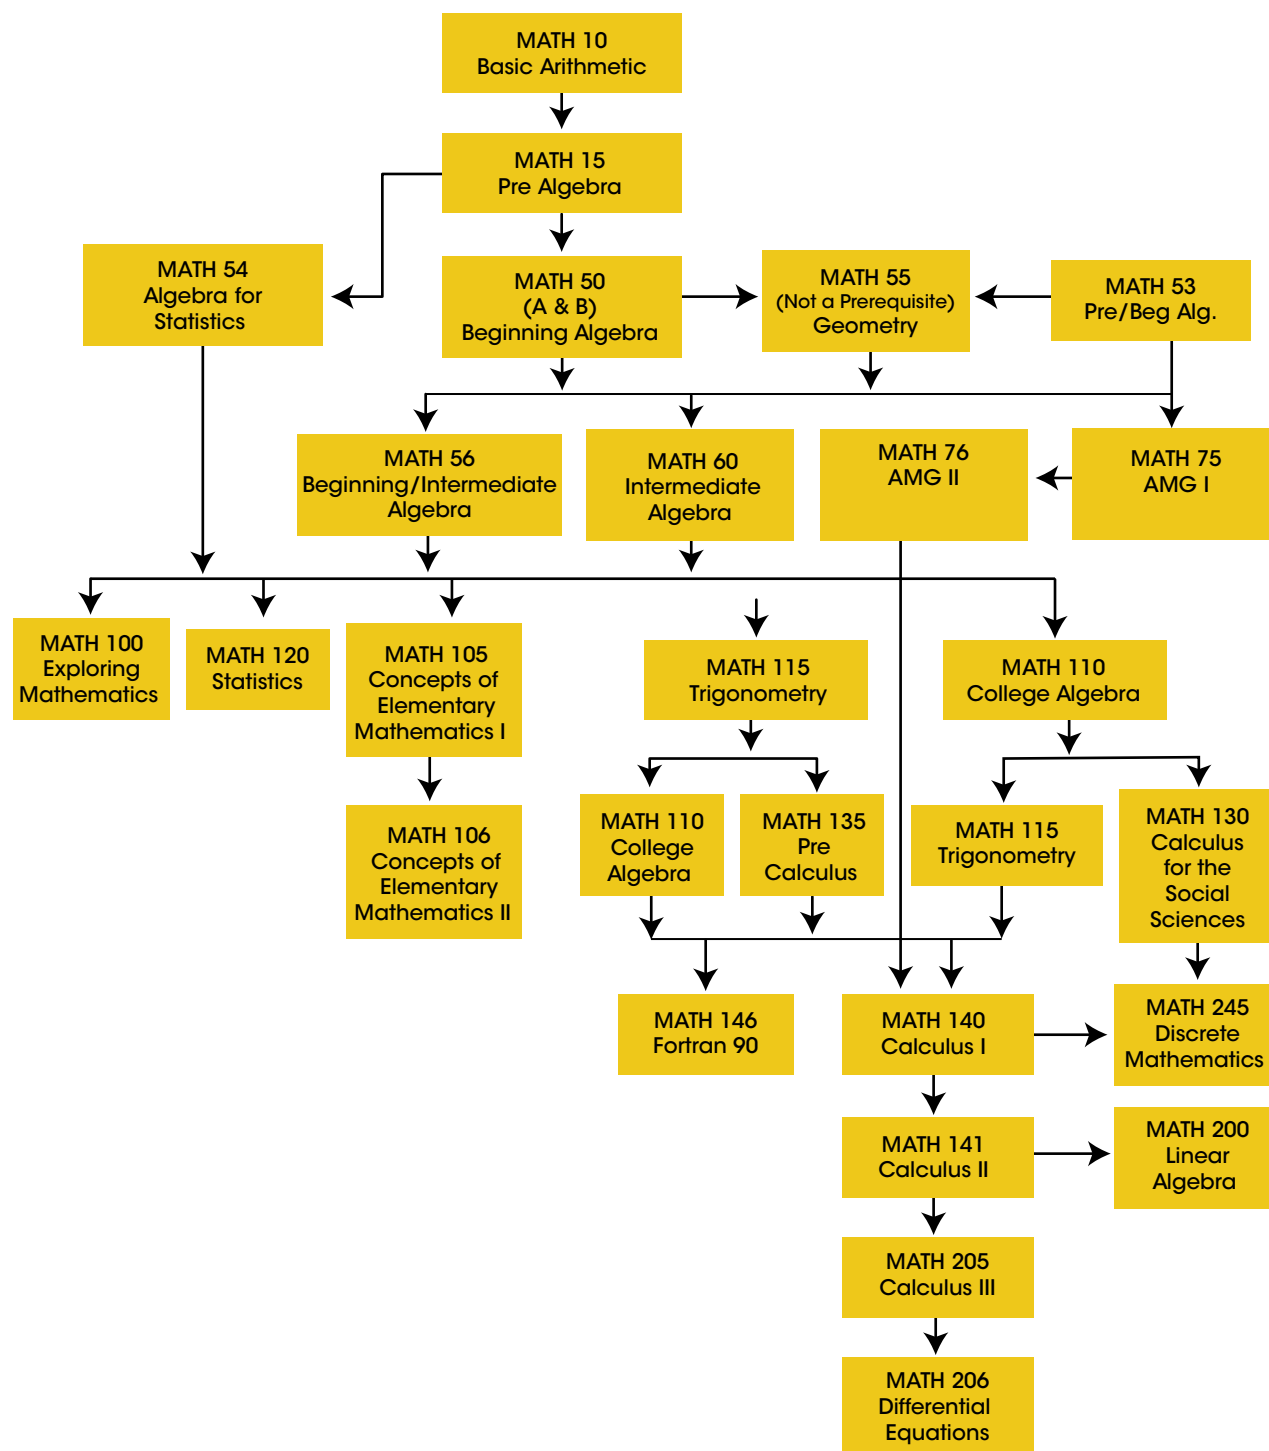 MATH 10
Basic Arithmetic
MATH 15
Pre Algebra
MATH 54
Algebra for
Statistics
MATH 50
(A & B)
Beginning Algebra
MATH 55
(Not a Prerequisite)
Geometry
MATH 53
Pre/Beg Alg.
MATH 56
Beginning/Intermediate
Algebra
MATH 60
Intermediate
Algebra
MATH 76
AMG II
MATH 75
AMG I
MATH 100
Exploring
Mathematics
MATH 120
Statistics
MATH 105
Concepts of
Elementary
Mathematics I
MATH 115
Trigonometry
MATH 110
College Algebra
MATH 106
Concepts of
Elementary
Mathematics II
MATH 110
College
Algebra
MATH 135
Pre
Calculus
MATH 115
Trigonometry
MATH 130
Calculus
for the
Social
Sciences
MATH 146
Fortran 90
MATH 140
Calculus I
MATH 245
Discrete
Mathematics
MATH 141
Calculus II
MATH 200
Linear
Algebra
MATH 205
Calculus III
MATH 206
Differential
Equations